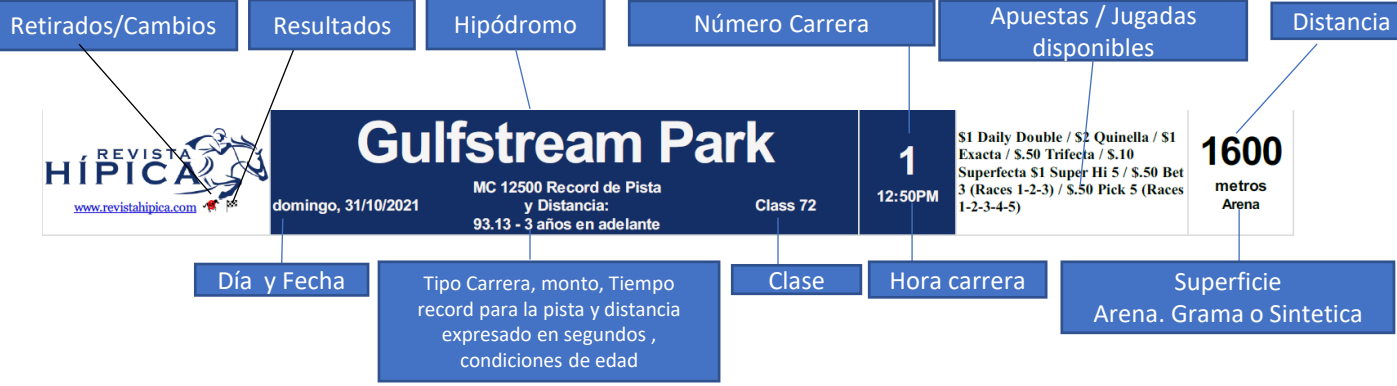 Retirados/Cambios
Resultados
Hipódromo
Número Carrera
Apuestas / Jugadas
disponibles
Distancia
REVISTA
HÍPICA
www.revistahipica.com
Gulfstream Park
domingo, 31/10/2021
MC 12500 Record de Pista
y Distancia:
93.13 - 3 años en adelante
Class 72
1
12:50PM
$1 Daily Double / $2 Quinella / $1
Exacta / $.50 Trifecta / $.10
Superfecta $1 Super Hi 5 / $.50 Bet
3 (Races 1-2-3) / $.50 Pick 5 (Races
1-2-3-4-5)
1600
metros
Arena
Día y Fecha
Tipo Carrera, monto, Tiempo
record para la pista y distancia
expresado en segundos ,
condiciones de edad
Clase
Hora carrera
Superficie
Arena. Grama o Sintetica